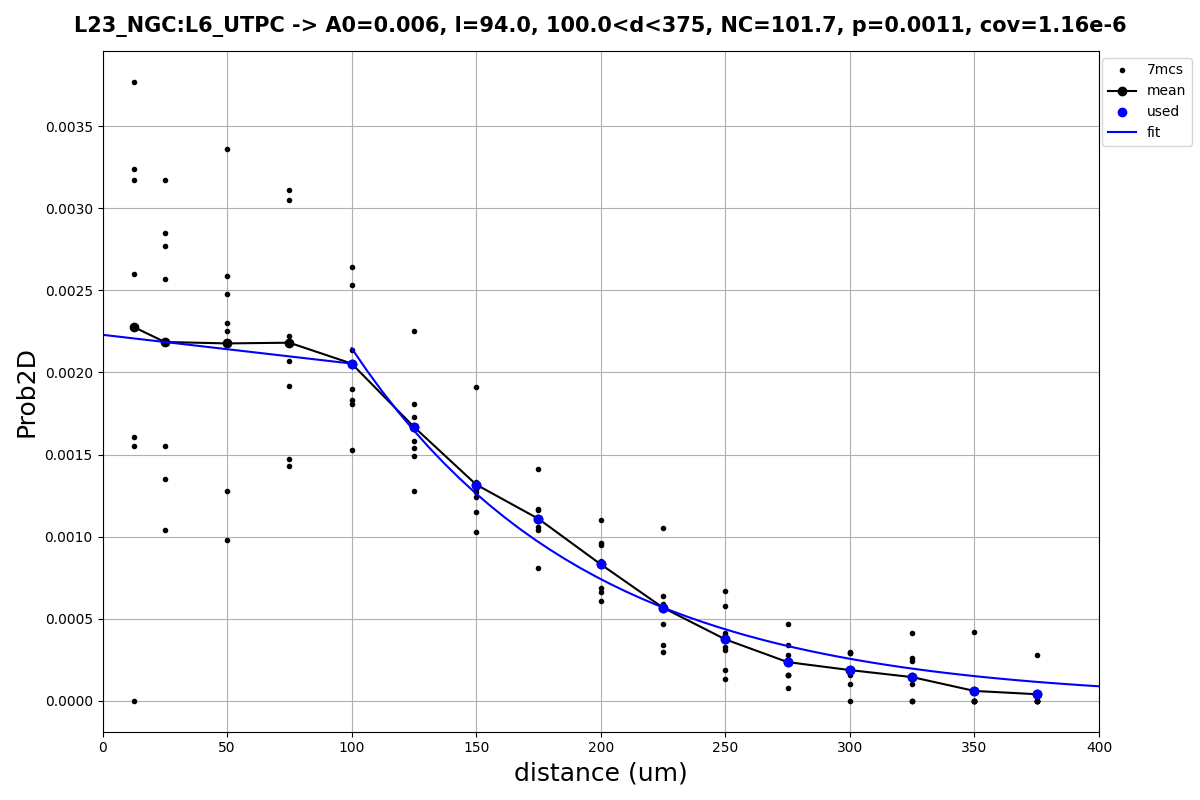 L23_NGC:L6_UTPC -> A0=0.006, l=94.0, 100.0<d<375, NC=101.7, p=0.0011, cov=1.16e-6
7mcs
mean
used
fit
Prob2D
0.0035
0.0030
0.0025
0.0020
0.0015
0.0010
0.0005
0.0000
0 50 100 150 200 250 300 350 400
distance (um)